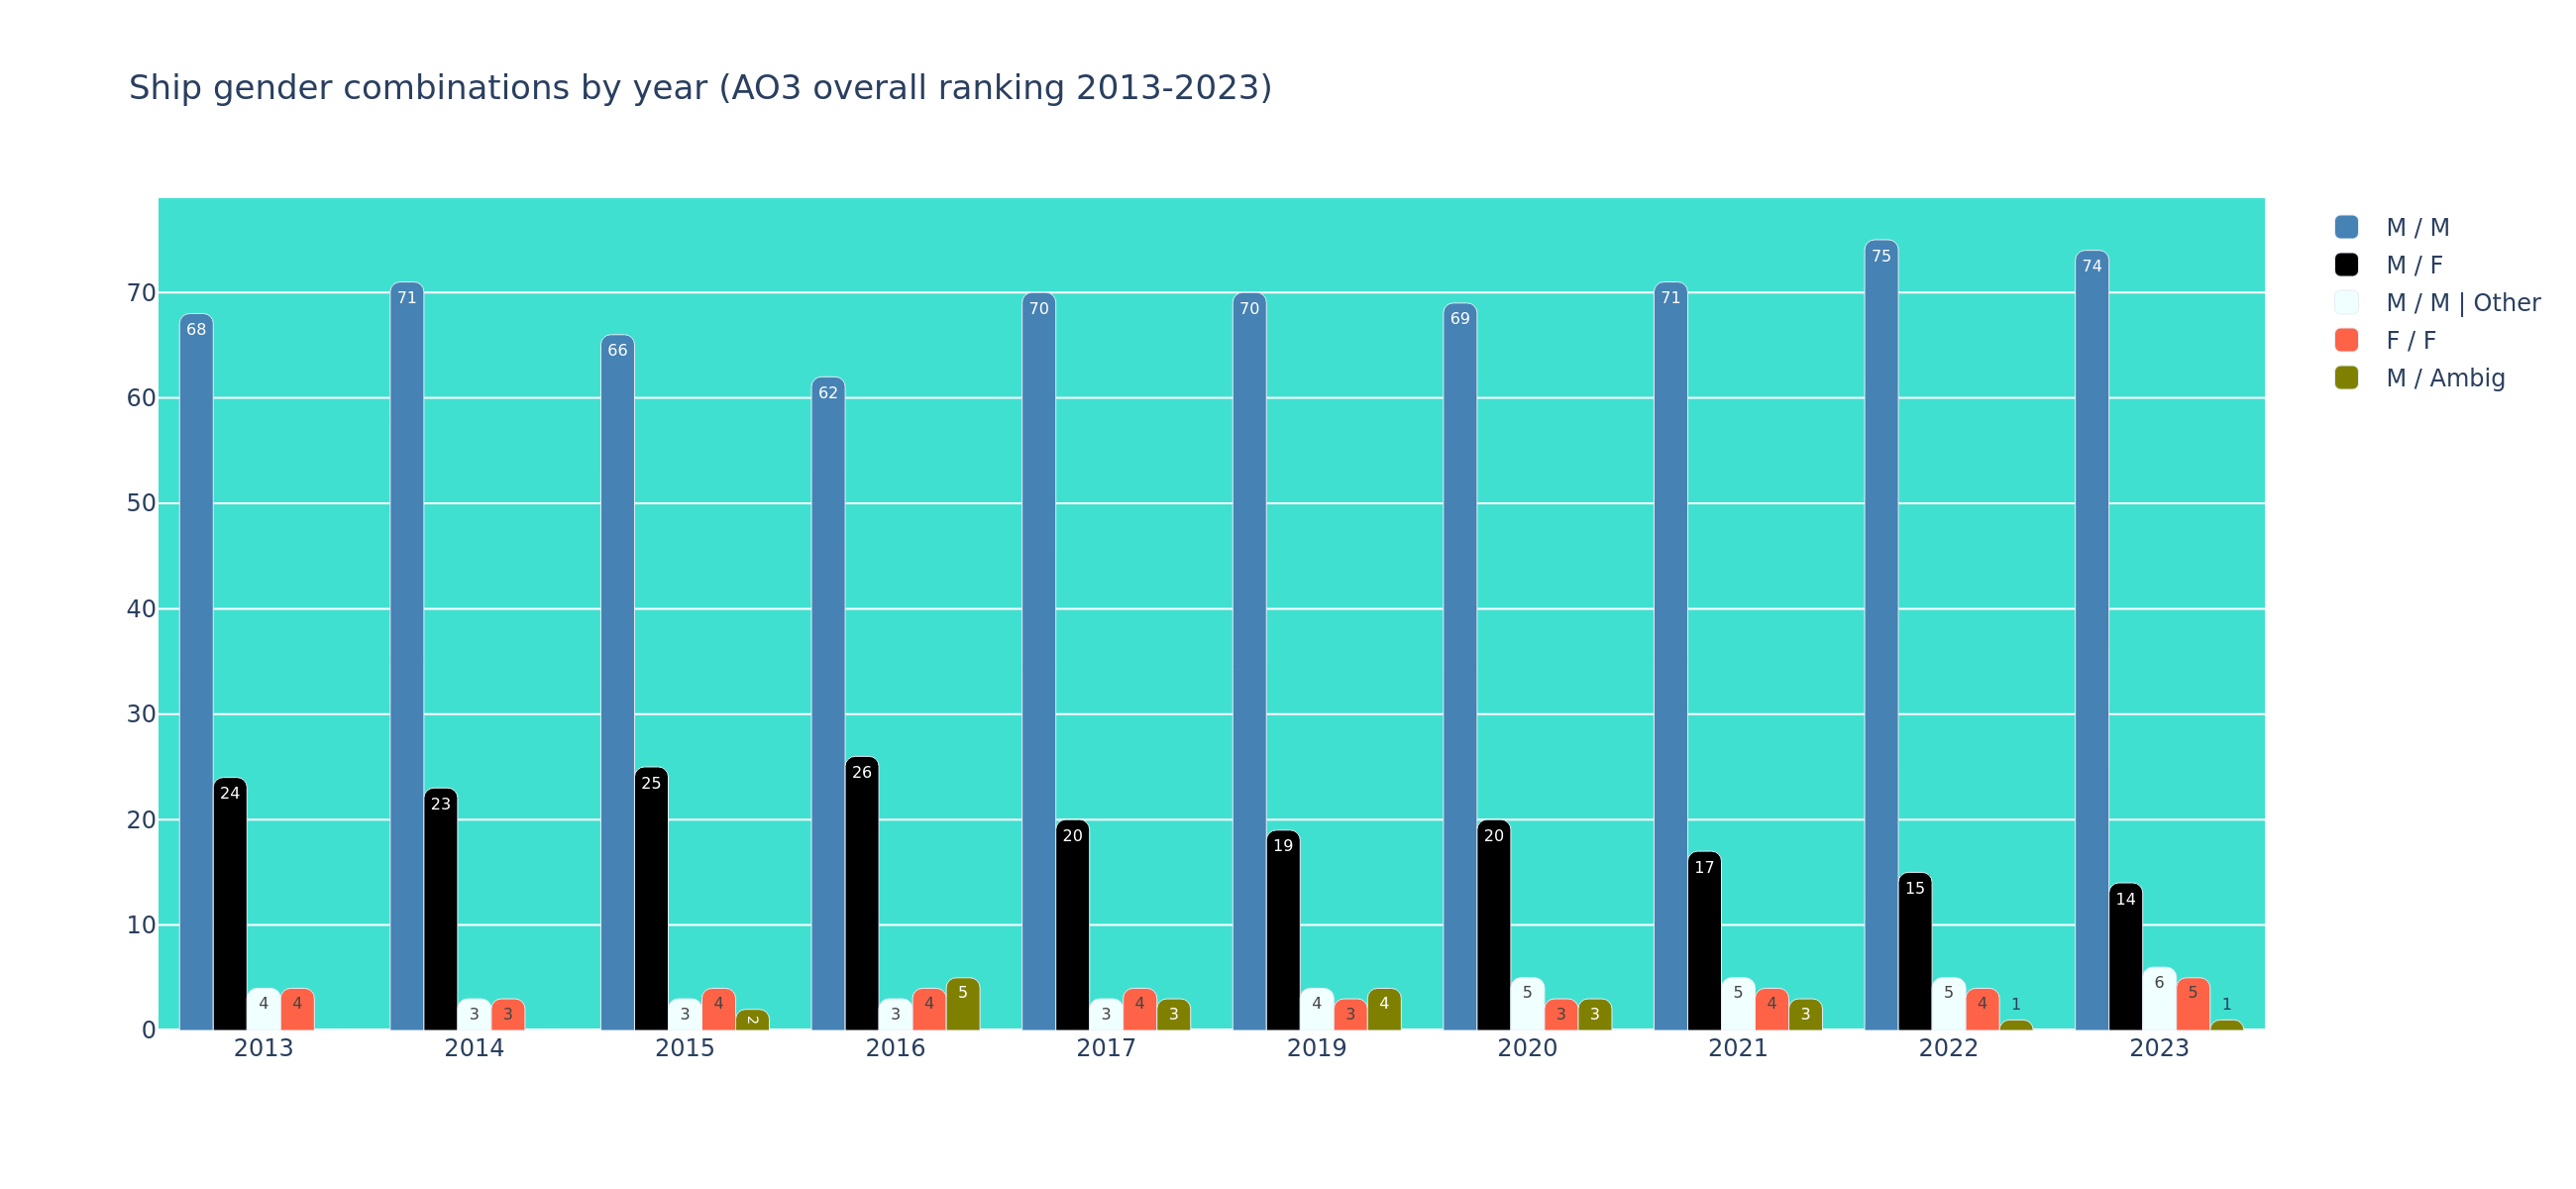 Ship gender combinations by year (AO3 overall ranking 2013-2023)
M / M
M / F
M / M | Other
F / F
M / Ambig
70
60
50
40
30
20
10
0
68 24 4 4
71 23 3 3
66 25 3 4 2
62 26 3 4 5
70 20 3 4 3
70 19 4 3 4
69 20 5 3 3
71 17 5 4 3
75 15 5 4 1
74 14 6 5 1
2013 2014 2015 2016 2017 2019 2020 2021 2022 2023